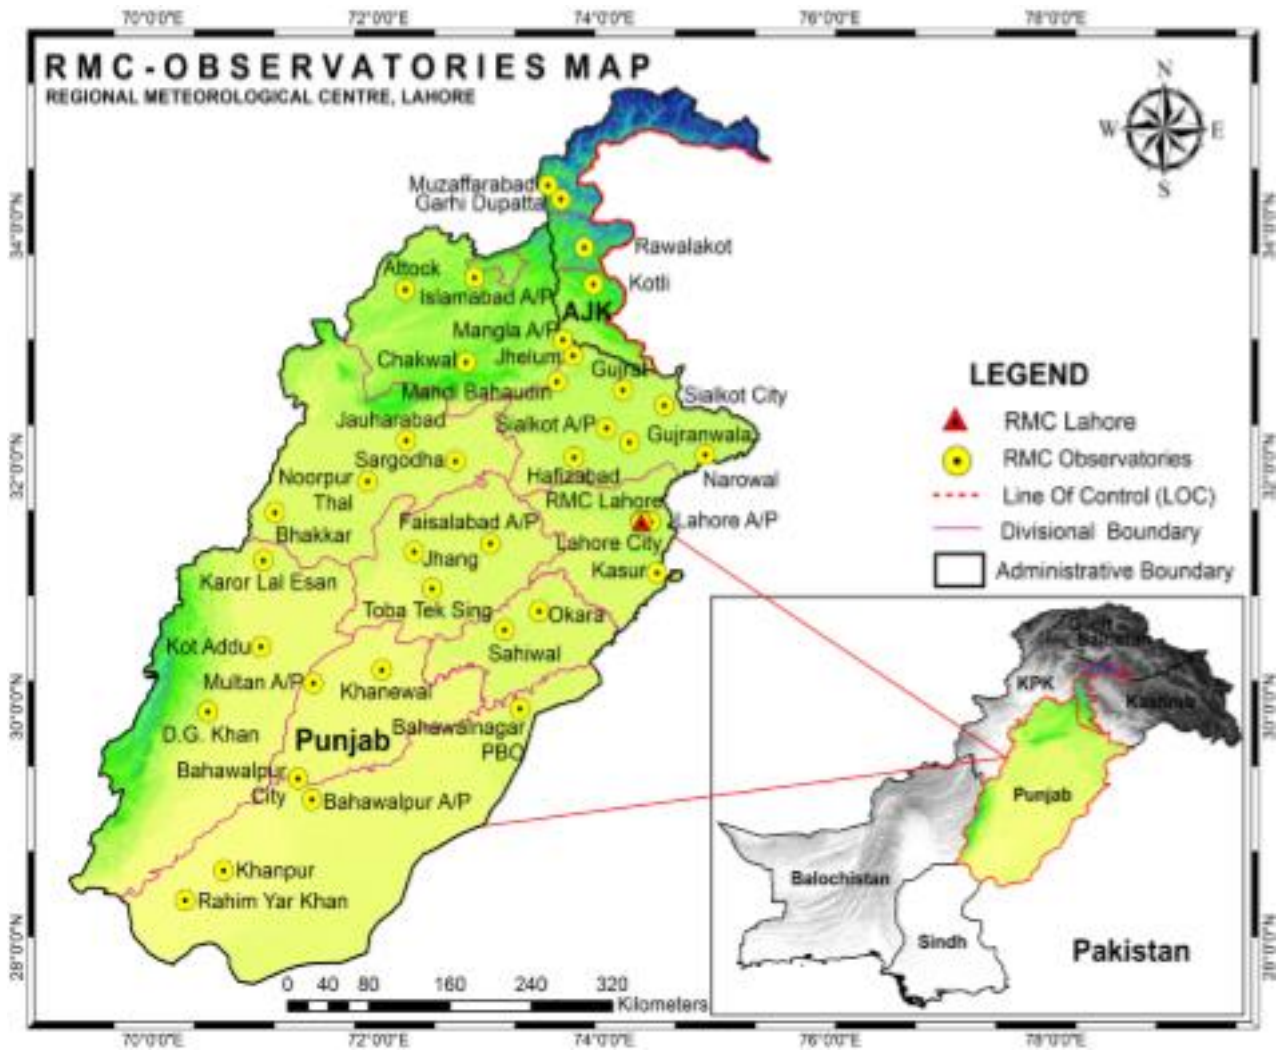 70°0'0"E 72°0'0"E 74°0'0"E 76°0'0"E 78°0'0"E
RMC-OBSERVATORIES MAP
REGIONAL METEOROLOGICAL CENTRE, LAHORE
N
W E
S
34°0'0"N
34°0'0"N
32°0'0"N
32°0'0"N
30°0'0"N
30°0'0"N
28°0'0"N
28°0'0"N
Muzaffarabad
Garhi Dupatta
Rawalakot
Attock
Islamabad A/P
Kotli
AJK
Mangla A/P
Chakwal
Jhelum
Gujrat
Mandi Bahaudin
Sialkot City
Jauharabad
Sialkot A/P
Gujranwala
Sargodha
Hafizabad
Narowal
Noorpur
Thal
RMC Lahore
Bhakkar
Faisalabad A/P
Lahore A/P
Jhang
Lahore City
Karor Lal Esan
Kasur
Toba Tek Sing
Okara
Kot Addu
Sahiwal
Multan A/P
Khanewal
D.G. Khan
Punjab
Bahawalnagar
PBO
Bahawalpur
City
Bahawalpur A/P
Khanpur
Rahim Yar Khan
LEGEND
RMC Lahore
RMC Observatories
Line Of Control (LOC)
Divisional Boundary
Administrative Boundary
Baltistan
KPK
Kashmir
Punjab
Balochistan
Sindh
Pakistan
0 40 80 160 240 320
Kilometers
70°0'0"E 72°0'0"E 74°0'0"E 76°0'0"E 78°0'0"E